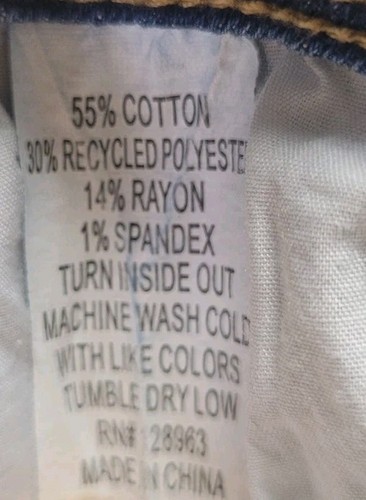 55% COTTON
30% RECYCLED POLYESTE
14% RAYON
1% SPANDEX
TURN INSIDE OUT
MACHINE WASH COLD
WITH LIKE COLORS
TUMBLE DRY LOW
RN# 28963
MADE IN CHINA